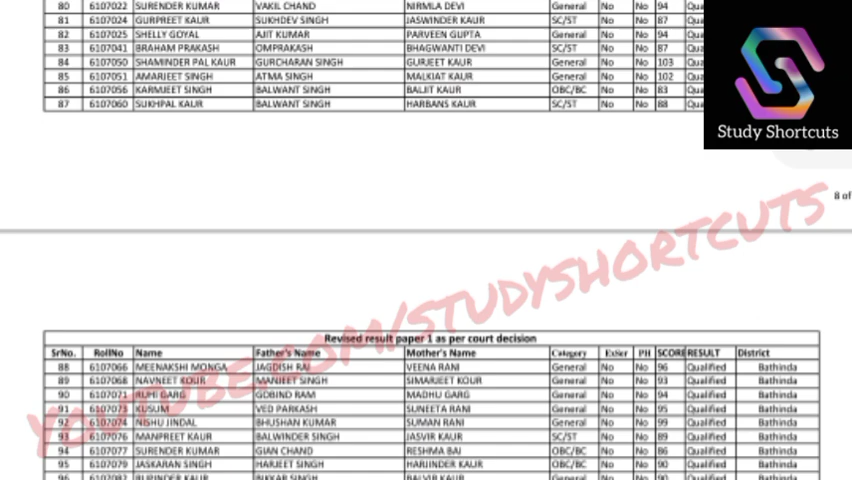 80 6107022 SURENDER KUMAR VAKIL CHAND NIRMLA DEVI General No No 94 Qua
81 6107024 GURPREET KAUR SUKHDEV SINGH JASWINDER KAUR SC/ST No No 87 Qua
82 6107025 SHELLY GOYAL AJIT KUMAR PARVEEN GUPTA General No No 94 Qua
83 6107041 BRAHAM PRAKASH OMPRAKASH BHAGWANTI DEVI SC/ST No No 87 Qua
84 6107050 SHAMINDER PAL KAUR GURCHARAN SINGH GURJEET KAUR General No No 103 Qua
85 6107051 AMARJEET SINGH ATMA SINGH MALKIAT KAUR General No No 102 Qua
86 6107056 KARMJEET SINGH BALWANT SINGH BALJIT KAUR OBC/BC No No 83 Qua
87 6107060 SUKHPAL KAUR BALWANT SINGH HARBANS KAUR SC/ST No No 88 Qua
Study Shortcuts
8 of
YOUTUBE.COM/STUDYSHORTCUTS
Revised result paper 1 as per court decision
SrNo. RollNo Name Father's Name Mother's Name Category ExSer PH SCORE RESULT District
88 6107066 MEENAKSHI MONGA JAGDISH RAI VEENA RANI General No No 96 Qualified Bathinda
89 6107068 NAVNEET KOUR MANJEET SINGH SIMARJEET KOUR General No No 93 Qualified Bathinda
90 6107071 RUHI GARG GOBIND RAM MADHU GARG General No No 94 Qualified Bathinda
91 6107073 KUSUM VED PARKASH SUNEETA RANI General No No 95 Qualified Bathinda
92 6107074 NISHU JINDAL BHUSHAN KUMAR SUMAN RANI General No No 99 Qualified Bathinda
93 6107076 MANPREET KAUR BALWINDER SINGH JASVIR KAUR SC/ST No No 89 Qualified Bathinda
94 6107077 SURENDER KUMAR GIAN CHAND RESHMA BAI OBC/BC No No 86 Qualified Bathinda
95 6107079 JASKARAN SINGH HARJEET SINGH HARJINDER KAUR OBC/BC No No 90 Qualified Bathinda
96 6107082 RUPINDER KAUR BIKKAR SINGH BALVIR KAUR General No No 90 Qualified Bathinda